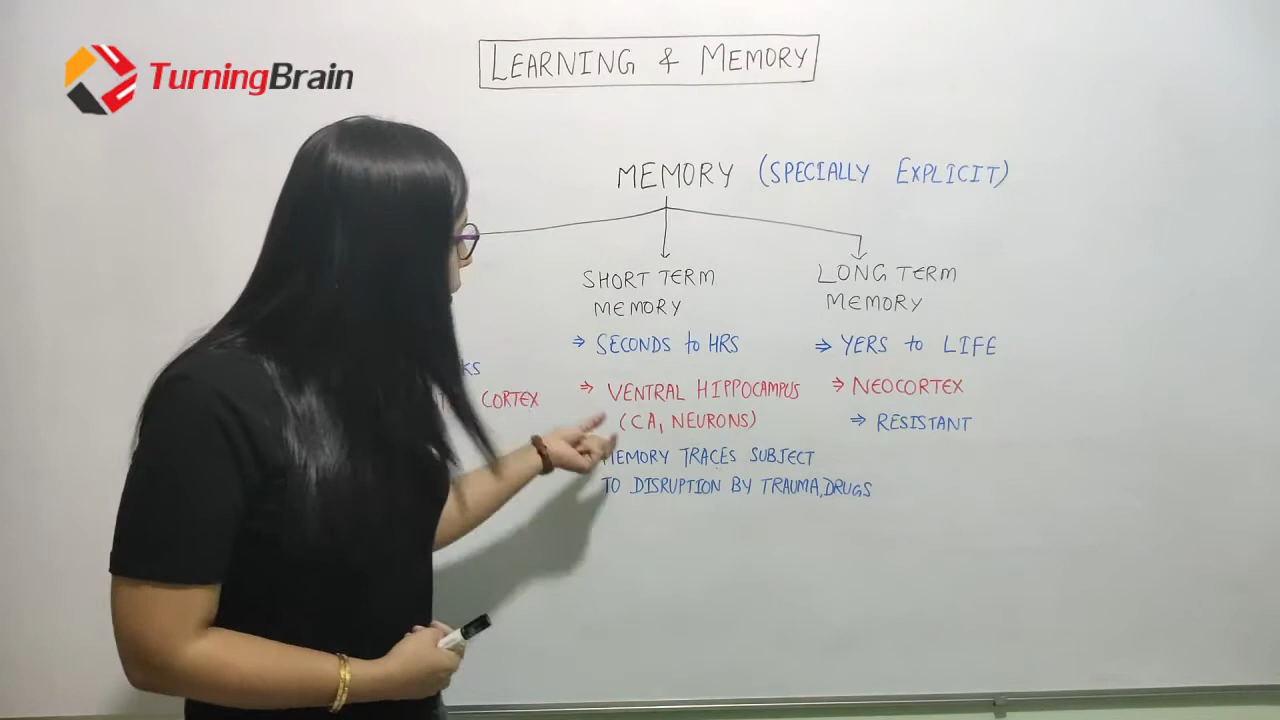 TurningBrain
LEARNING & MEMORY
MEMORY (SPECIALLY EXPLICIT)
SHORT TERM
MEMORY
⇒ SECONDS to HRS
⇒ VENTRAL HIPPOCAMPUS
(CA₁ NEURONS)
MEMORY TRACES SUBJECT
TO DISRUPTION BY TRAUMA, DRUGS
LONG TERM
MEMORY
⇒ YERS to LIFE
⇒ NEOCORTEX
⇒ RESISTANT
CORTEX